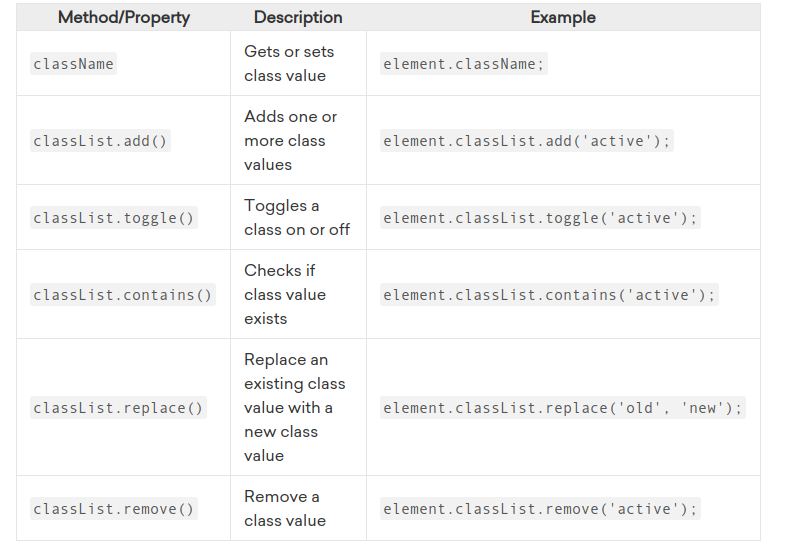 Method/Property Description Example
className
Gets or sets
class value
element.className;
classList.add()
Adds one or
more class
values
element.classList.add('active');
classList.toggle()
Toggles a
class on or off
element.classList.toggle('active');
classList.contains()
Checks if
class value
exists
element.classList.contains('active');
classList.replace()
Replace an
existing class
value with a
new class
value
element.classList.replace('old', 'new');
classList.remove()
Remove a
class value
element.classList.remove('active');